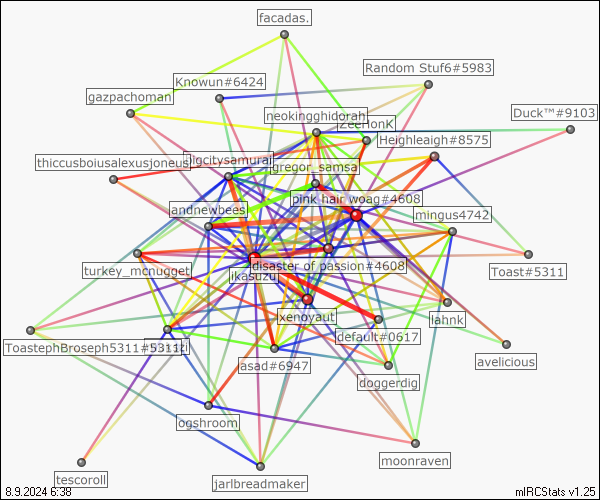 facadas.
Random Stuf6#5983
Knowun#6424
gazpachoman
Duck™#9103
neokingghidorah
ZeeHonK
Heighleaigh#8575
thiccusboiusalexusjoneus
bigcitysamurai
gregor_samsa
pink hair woag#4608
andnewbees
mingus4742
turkey_mcnugget
disaster of passion#4608
Toast#5311
ikasuzu
lahnk
xenoyaut
default#0617
ToastephBroseph5311#5311
avelicious
asad#6947
doggerdig
ogshroom
moonraven
tescoroll
jarlbreadmaker
8.9.2024 6:38
mIRCStats v1.25